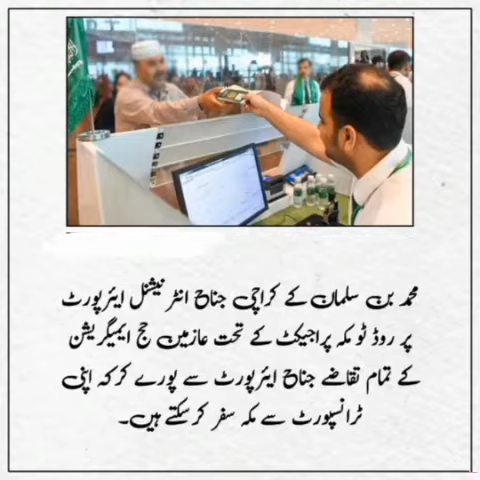 محمد بن سلمان کے کراچی جناح انٹرنیشنل ایئرپورٹ
پر روڈ ٹو مکہ پراجیکٹ کے تحت عازمین حج ایمیگریشن
کے تمام تقاضے جناح ایئرپورٹ سے پورے کرکہ اپنی
ٹرانسپورٹ سے مکہ سفر کرسکتے ہیں۔